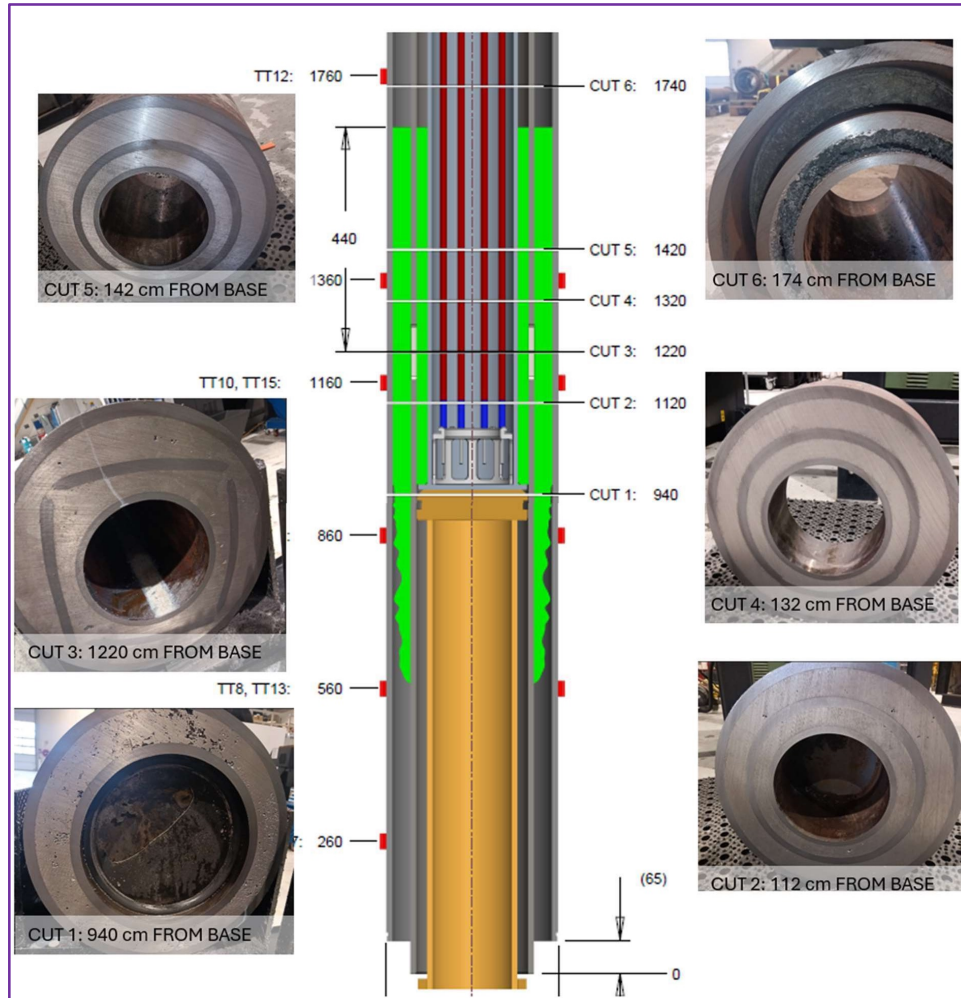 TT12: 1760
CUT 6: 1740
CUT 5: 142 cm FROM BASE
440
CUT 5: 1420
1360
CUT 4: 1320
CUT 6: 174 cm FROM BASE
CUT 3: 1220
TT10, TT15: 1160
CUT 2: 1120
CUT 1: 940
: 860
CUT 4: 132 cm FROM BASE
CUT 3: 1220 cm FROM BASE
TT8, TT13: 560
7: 260
(65)
CUT 2: 112 cm FROM BASE
CUT 1: 940 cm FROM BASE
0